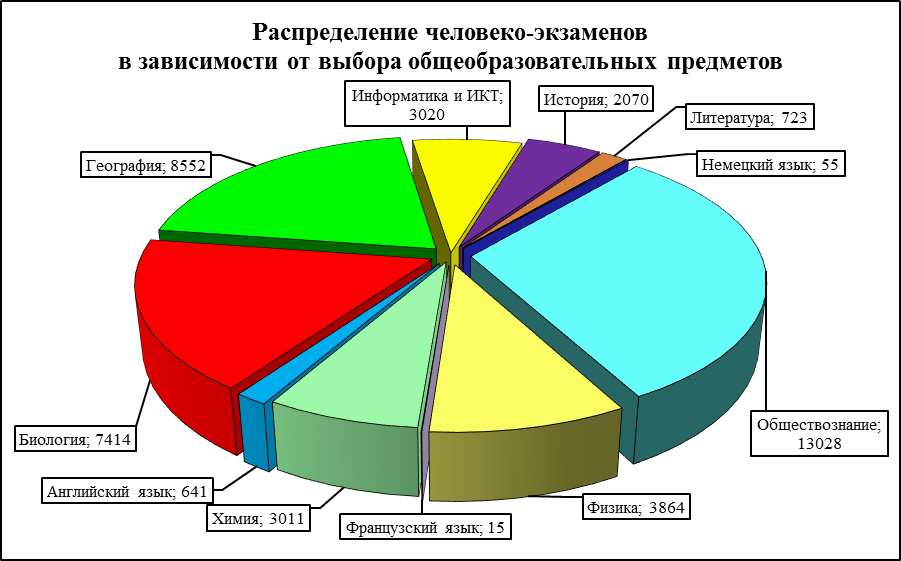 Распределение человеко-экзаменов
в зависимости от выбора общеобразовательных предметов
Информатика и ИКТ;
3020
История; 2070
Литература; 723
География; 8552
Немецкий язык; 55
Обществознание;
13028
Биология; 7414
Английский язык; 641
Химия; 3011
Французский язык; 15
Физика; 3864